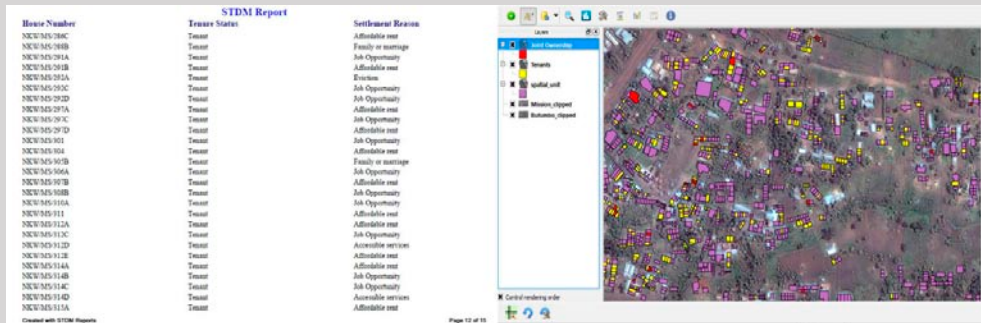 STDM Report
House Number Tenure Status Settlement Reason
NKW/MS/286C Tenant Affordable rent
NKW/MS/288B Tenant Family or marriage
NKW/MS/291A Tenant Job Opportunity
NKW/MS/291B Tenant Affordable rent
NKW/MS/292A Tenant Eviction
NKW/MS/292C Tenant Job Opportunity
NKW/MS/292D Tenant Job Opportunity
NKW/MS/297A Tenant Affordable rent
NKW/MS/297C Tenant Job Opportunity
NKW/MS/297D Tenant Affordable rent
NKW/MS/301 Tenant Job Opportunity
NKW/MS/304 Tenant Affordable rent
NKW/MS/305B Tenant Family or marriage
NKW/MS/306A Tenant Job Opportunity
NKW/MS/307B Tenant Affordable rent
NKW/MS/308B Tenant Job Opportunity
NKW/MS/310A Tenant Job Opportunity
NKW/MS/311 Tenant Affordable rent
NKW/MS/312A Tenant Affordable rent
NKW/MS/312C Tenant Job Opportunity
NKW/MS/312D Tenant Accessible services
NKW/MS/312E Tenant Affordable rent
NKW/MS/314A Tenant Affordable rent
NKW/MS/314B Tenant Job Opportunity
NKW/MS/314C Tenant Job Opportunity
NKW/MS/314D Tenant Accessible services
NKW/MS/315A Tenant Affordable rent
Created with STDM Reports Page 12 of 15
Layers
Joint Ownership
Tenants
spatial_unit
Mission_clipped
Butumbo_clipped
Control rendering order